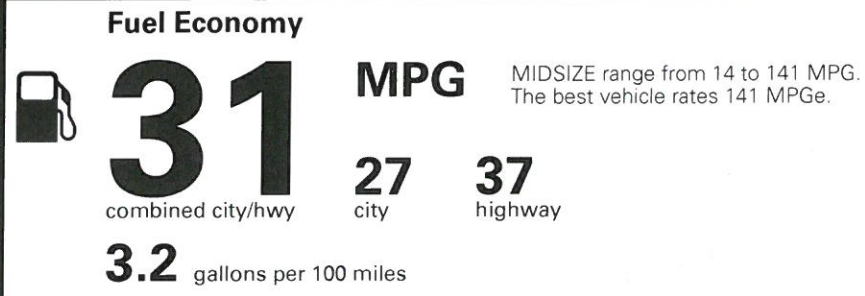 Fuel Economy
31 MPG
MIDSIZE range from 14 to 141 MPG.
The best vehicle rates 141 MPGe.
combined city/hwy
27 city
37 highway
3.2 gallons per 100 miles